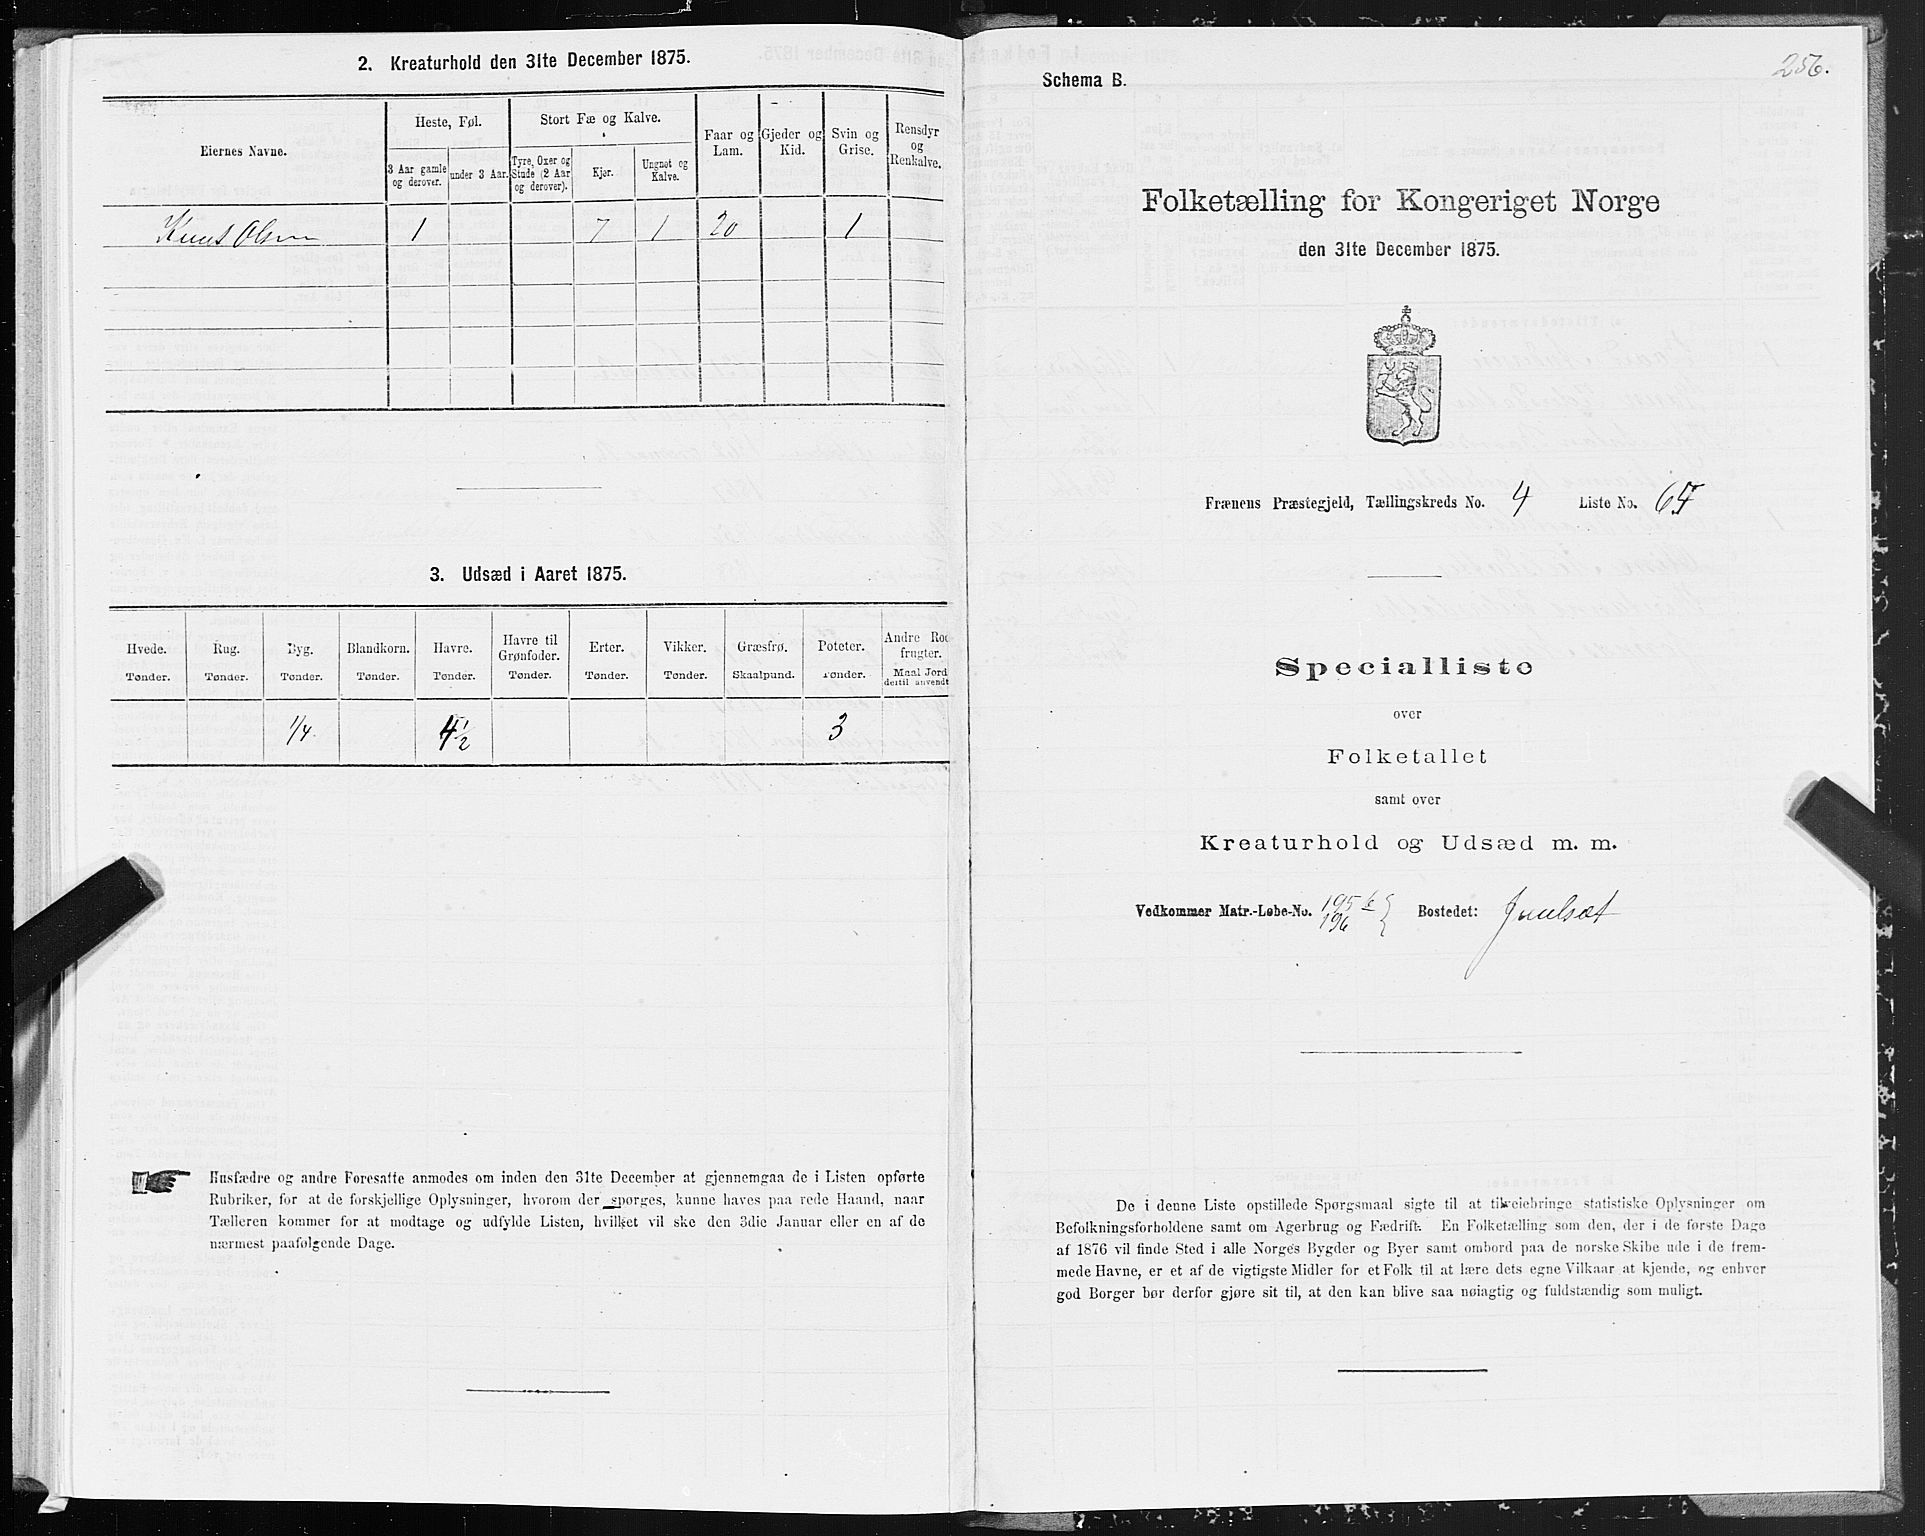 2. Kreaturhold den 31te December 1875.
Eiernes Navne.
Heste, Føl.
Stort Fæ og Kalve.
Faar og Lam.
Gjeder og Kid.
Svin og Grise.
Rensdyr og Renkalve.
3 Aar gamle og derover.
under 3 Aar.
Tyre, Oxer og Stude (2 Aar og derover).
Kjør.
Ungnøt og Kalve.
Knut Olsen 1 7 1 20 1
3. Udsæd i Aaret 1875.
Hvede. Rug. Byg. Blandkorn. Havre. Havre til Grønfoder. Erter. Vikker. Græsfrø. Poteter. Andre Rodfrugter.
Tønder. Tønder. Tønder. Tønder. Tønder. Tønder. Tønder. Tønder. Skaalpund. Tønder. Maal Jord dertil anvendt
1/4 4 1/2 3
Husfædre og andre Foresatte anmodes om inden den 31te December at gjennemgaa de i Listen opførte
Rubriker, for at de forskjellige Oplysninger, hvorom der spørges, kunne haves paa rede Haand, naar
Tælleren kommer for at modtage og udfylde Listen, hvilket vil ske den 3die Januar eller en af de
nærmest paafølgende Dage.
256.
Schema B.
Folketælling for Kongeriget Norge
den 31te December 1875.
Frænens Præstegjeld, Tællingskreds No. 4 Liste No. 65
Specialliste
over
Folketallet
samt over
Kreaturhold og Udsæd m. m.
Vedkommer Matr.-Løbe-No. 195 b 196 Bostedet: Julsæt
De i denne Liste opstillede Spørgsmaal sigte til at tilveiebringe statistiske Oplysninger om
Befolkningsforholdene samt om Agerbrug og Fædrift. En Folketælling som den, der i de første Dage
af 1876 vil finde Sted i alle Norges Bygder og Byer samt ombord paa de norske Skibe ude i de frem-
mede Havne, er et af de vigtigste Midler for et Folk til at lære dets egne Vilkaar at kjende, og enhver
god Borger bør derfor gjøre sit til, at den kan blive saa nøiagtig og fuldstændig som muligt.